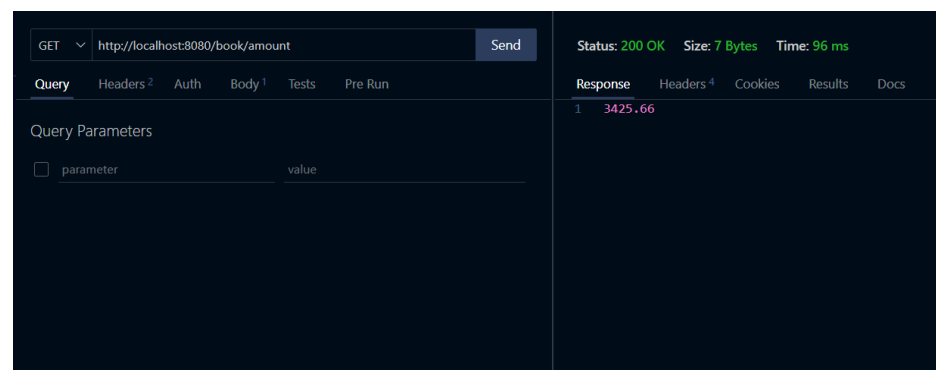 GET http://localhost:8080/book/amount Send
Query Headers 2 Auth Body 1 Tests Pre Run
Query Parameters
parameter value
Status: 200 OK Size: 7 Bytes Time: 96 ms
Response Headers 4 Cookies Results Docs
1 3425.66